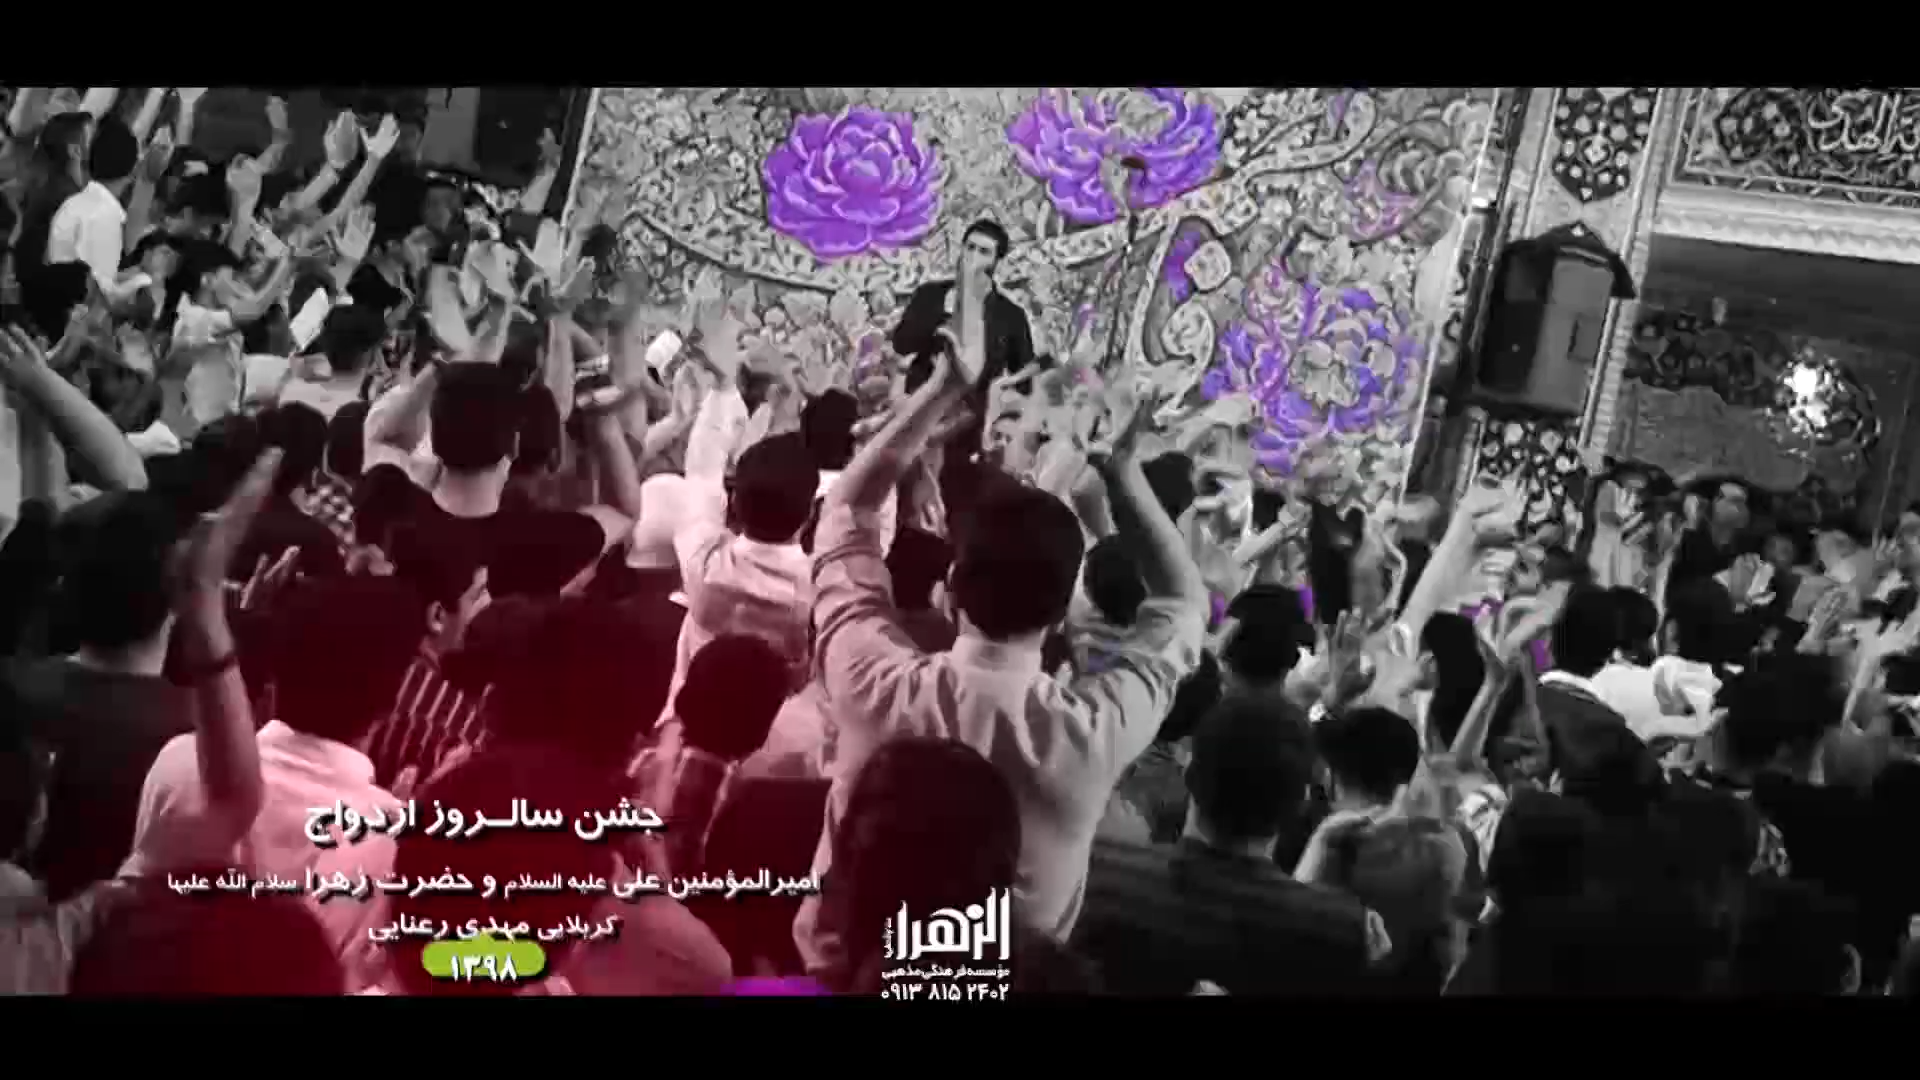 جشن سالـروز ازدواج
امیرالمؤمنین علی علیه السلام و حضرت زهرا سلام الله علیها
کربلایی مهدی رعنایی
۱۳۹۸
الزهرا
مؤسسه فرهنگی مذهبی
۰۹۱۳ ۸۱۵ ۲۴۰۲